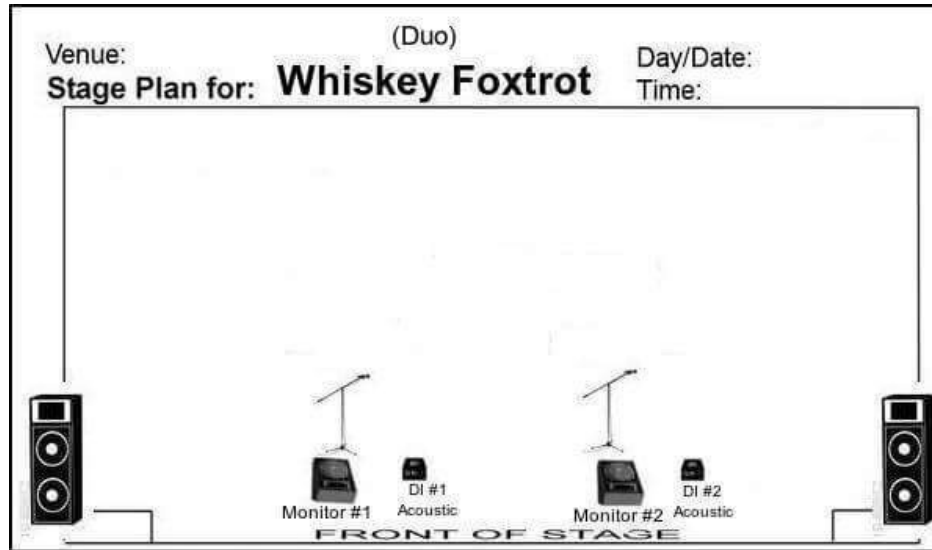 (Duo)
Venue:
Day/Date:
Stage Plan for: Whiskey Foxtrot
Time:
DI #1
Acoustic
Monitor #1
DI #2
Acoustic
Monitor #2
FRONT OF STAGE